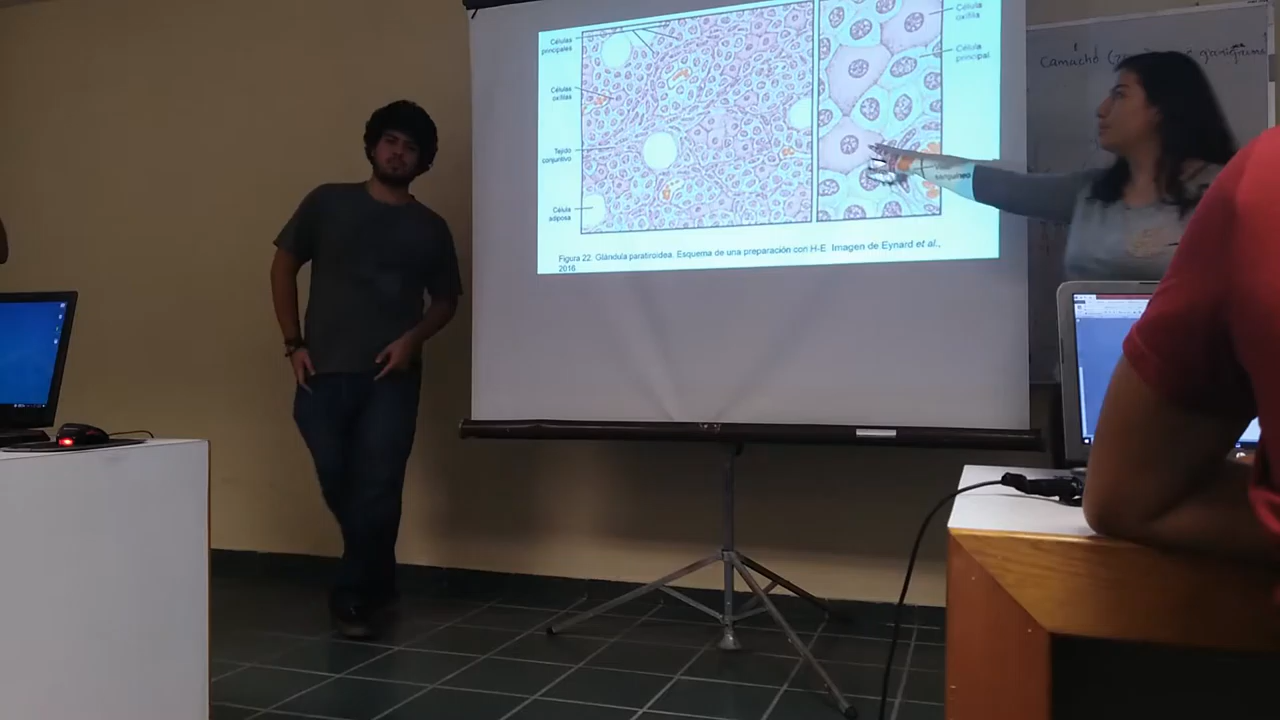 Células
principales
Células
oxífilas
Tejido
conjuntivo
Célula
adiposa
Célula
oxífila
Célula
principal
sanguíneo
Figura 22. Glándula paratiroidea. Esquema de una preparación con H-E. Imagen de Eynard et al.,
2016.
Camacho